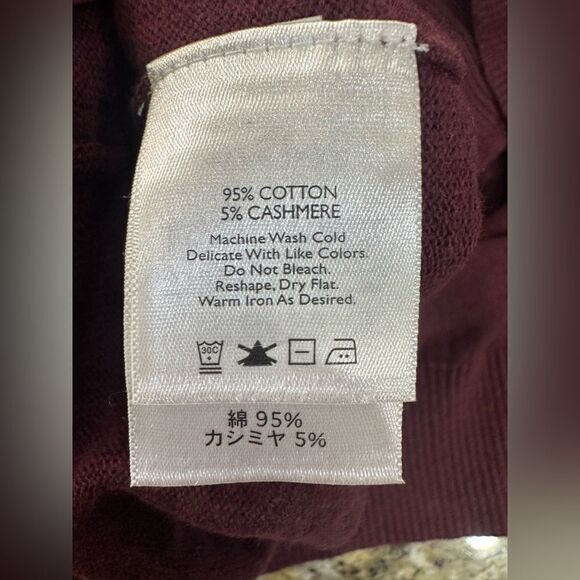 95% COTTON
5% CASHMERE
Machine Wash Cold
Delicate With Like Colors.
Do Not Bleach.
Reshape, Dry Flat.
Warm Iron As Desired.
30C
綿 95%
カシミヤ 5%